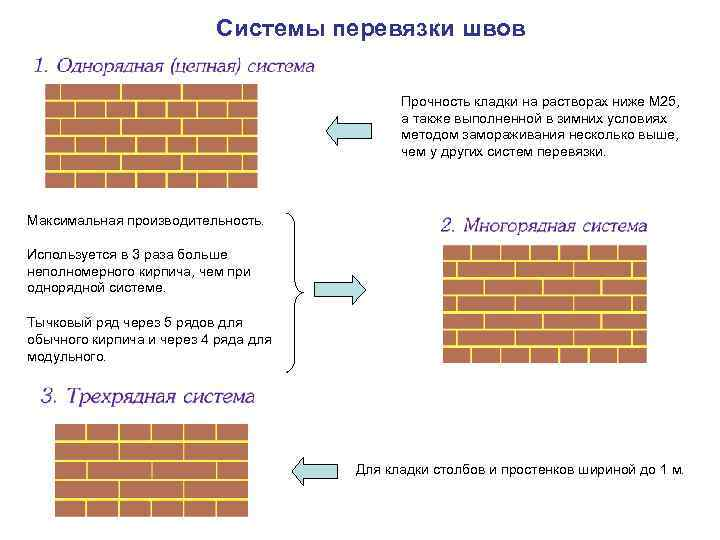 Системы перевязки швов
1. Однорядная (цепная) система
Прочность кладки на растворах ниже М25,
а также выполненной в зимних условиях
методом замораживания несколько выше,
чем у других систем перевязки.
Максимальная производительность.
Используется в 3 раза больше
неполномерного кирпича, чем при
однорядной системе.
Тычковый ряд через 5 рядов для
обычного кирпича и через 4 ряда для
модульного.
2. Многорядная система
3. Трехрядная система
Для кладки столбов и простенков шириной до 1 м.